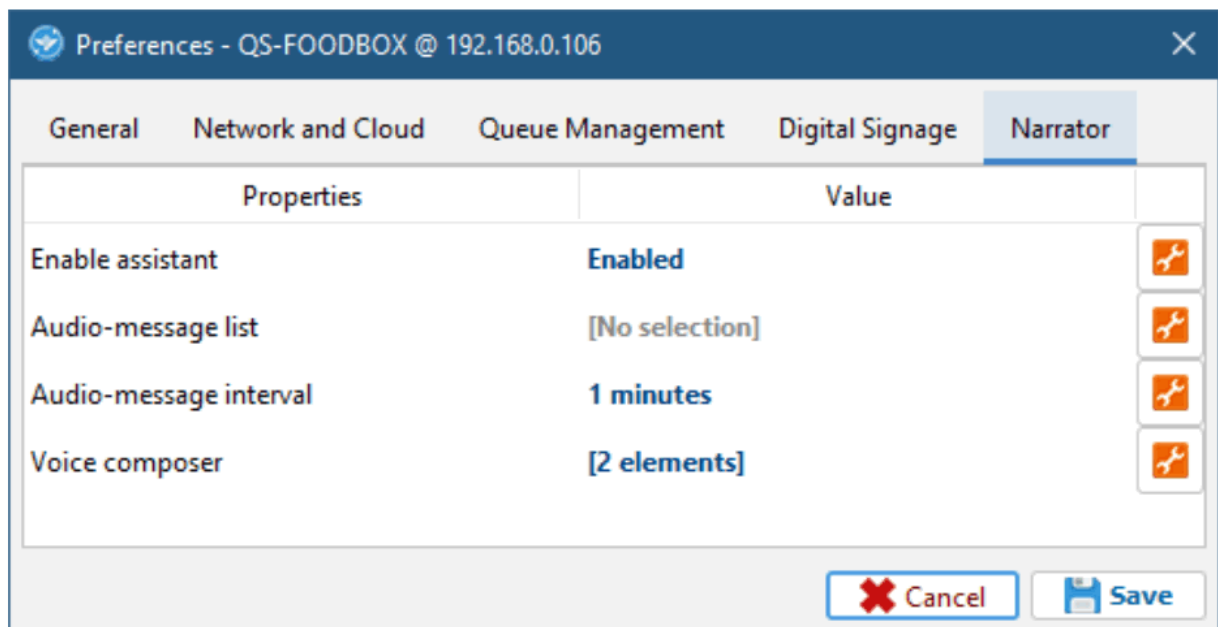 Preferences - QS-FOODBOX @ 192.168.0.106
General Network and Cloud Queue Management Digital Signage Narrator
Properties Value
Enable assistant Enabled
Audio-message list [No selection]
Audio-message interval 1 minutes
Voice composer [2 elements]
Cancel Save